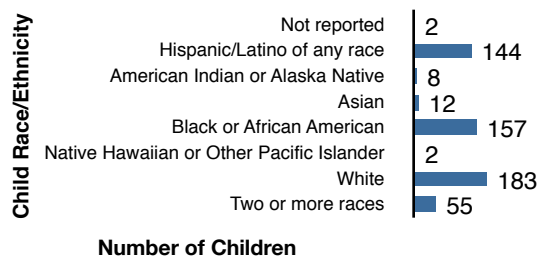 Child Race/Ethnicity
Not reported 2
Hispanic/Latino of any race 144
American Indian or Alaska Native 8
Asian 12
Black or African American 157
Native Hawaiian or Other Pacific Islander 2
White 183
Two or more races 55
Number of Children